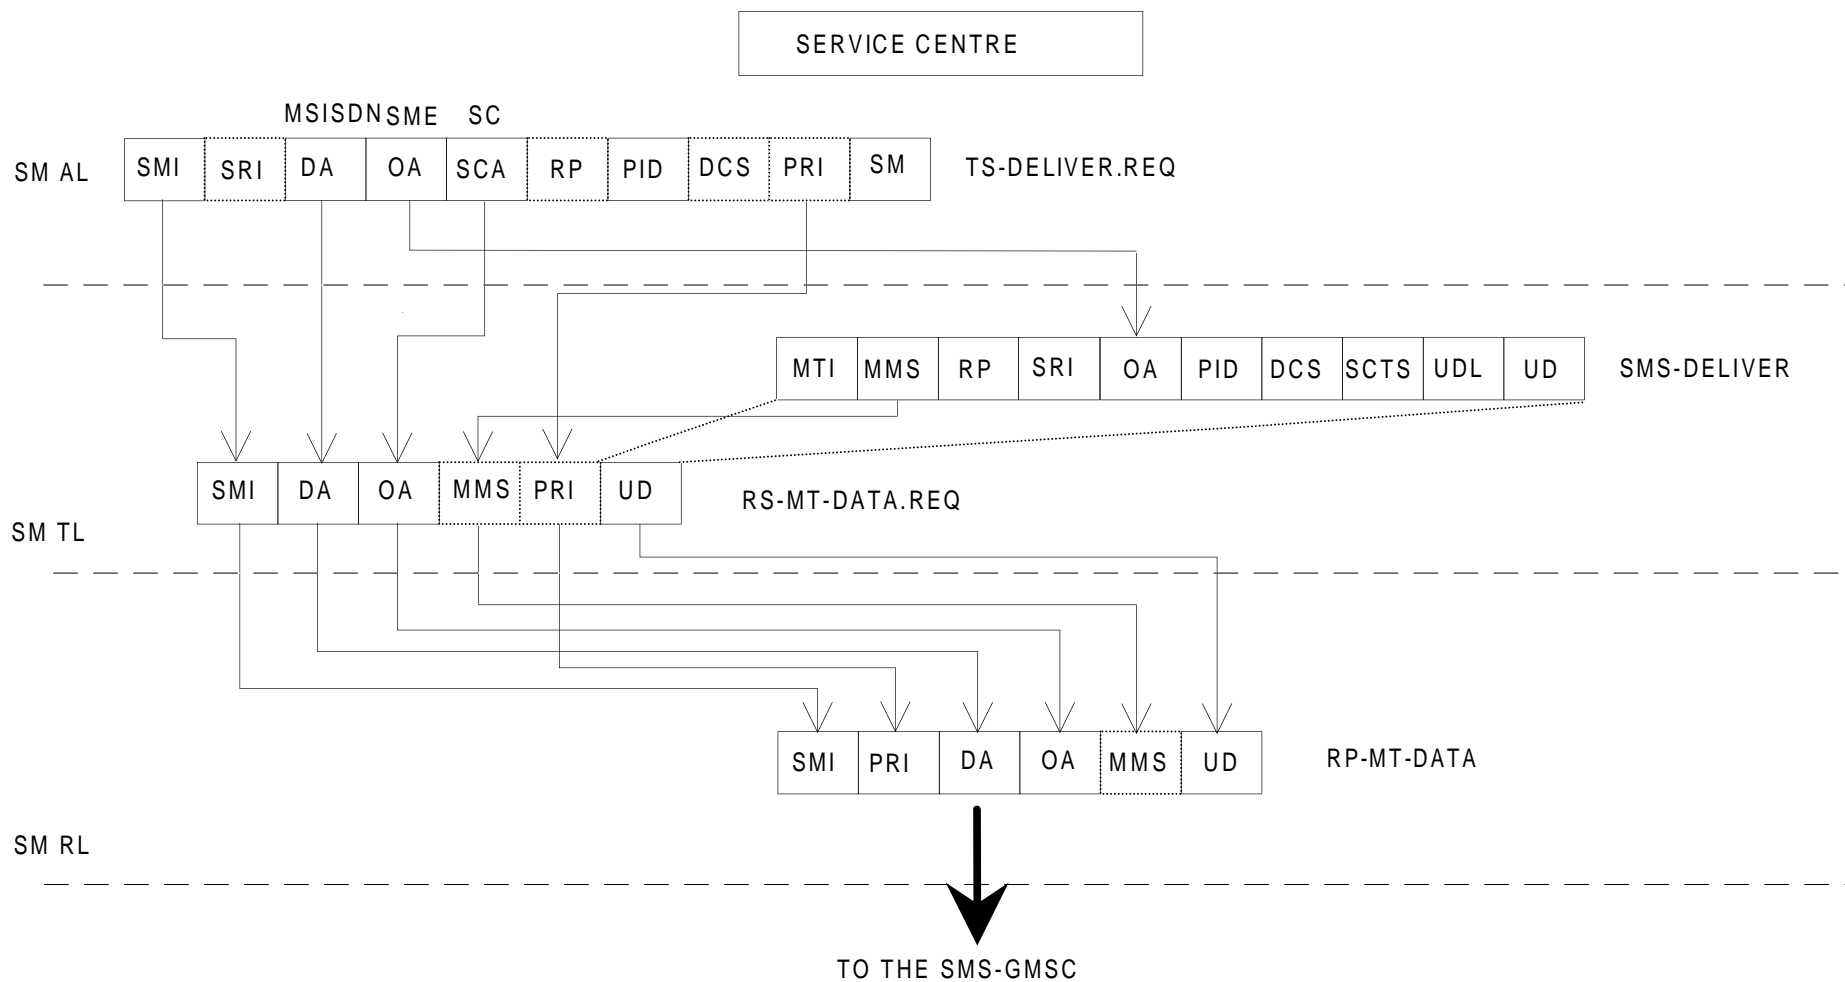 SERVICE CENTRE
MSISDN SME SC
SM AL SMI SRI DA OA SCA RP PID DCS PRI SM TS-DELIVER.REQ
MTI MMS RP SRI OA PID DCS SCTS UDL UD SMS-DELIVER
SMI DA OA MMS PRI UD RS-MT-DATA.REQ
SM TL
SMI PRI DA OA MMS UD RP-MT-DATA
SM RL
TO THE SMS-GMSC